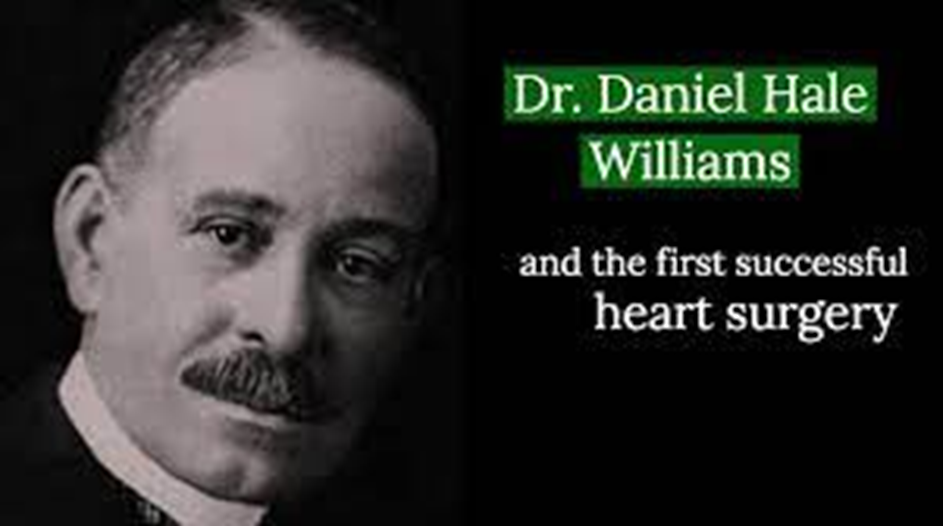 Dr. Daniel Hale
Williams
and the first successful
heart surgery